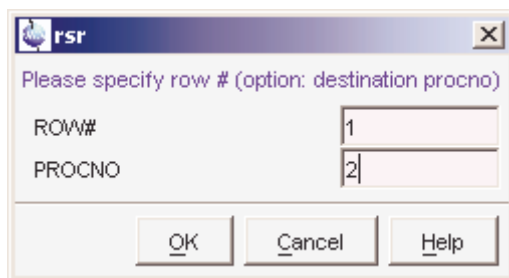 rsr
Please specify row # (option: destination procno)
ROW# 1
PROCNO 2
OK Cancel Help